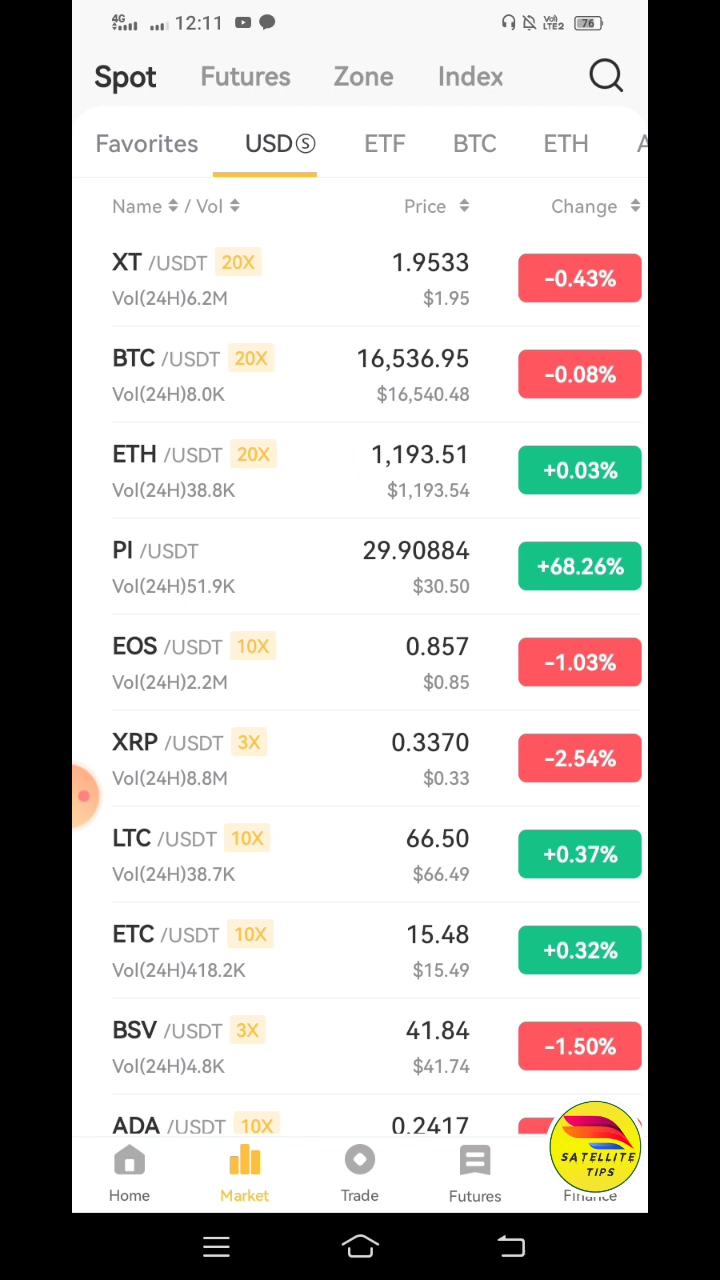 4G 12:11 Vo) LTE2 76
Spot Futures Zone Index
Favorites USDⓈ ETF BTC ETH A
Name / Vol Price Change
XT /USDT 20X 1.9533 -0.43%
Vol(24H)6.2M $1.95
BTC /USDT 20X 16,536.95 -0.08%
Vol(24H)8.0K $16,540.48
ETH /USDT 20X 1,193.51 +0.03%
Vol(24H)38.8K $1,193.54
PI /USDT 29.90884 +68.26%
Vol(24H)51.9K $30.50
EOS /USDT 10X 0.857 -1.03%
Vol(24H)2.2M $0.85
XRP /USDT 3X 0.3370 -2.54%
Vol(24H)8.8M $0.33
LTC /USDT 10X 66.50 +0.37%
Vol(24H)38.7K $66.49
ETC /USDT 10X 15.48 +0.32%
Vol(24H)418.2K $15.49
BSV /USDT 3X 41.84 -1.50%
Vol(24H)4.8K $41.74
ADA /USDT 10X 0.2417
SATELLITE
TIPS
Home Market Trade Futures Finance